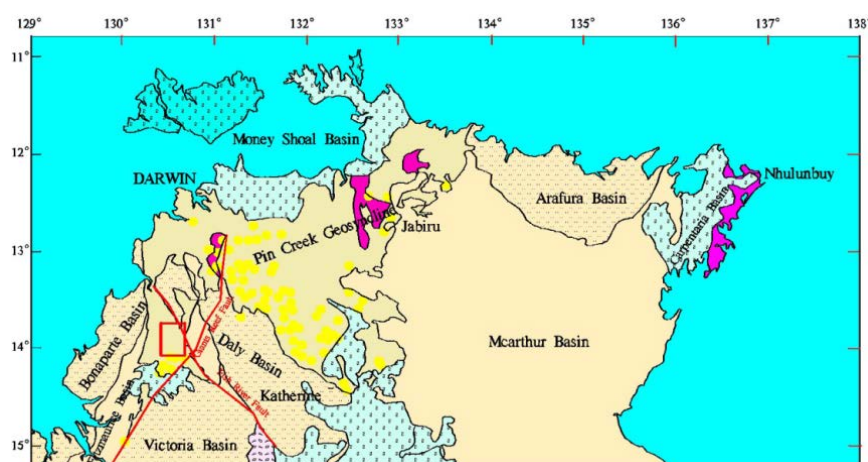 129° 130° 131° 132° 133° 134° 135° 136° 137° 138°
11°
Money Shoal Basin
12°
DARWIN
Nhulunbuy
Arafura Basin
Carpentaria Basin
Pin Creek Geosyncline
Jabiru
13°
Bonaparte Basin
Mcarthur Basin
14°
Daly Basin
Katherine
Victoria Basin
15°